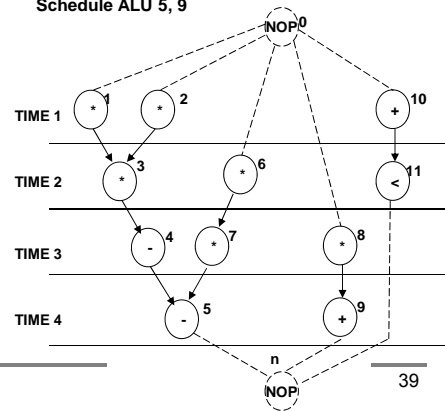 Schedule ALU 5, 9
NOP 0
* 1 * 2 + 10
TIME 1
* 3 * 6 < 11
TIME 2
- 4 * 7 * 8
TIME 3
- 5 + 9
TIME 4
n
NOP
39